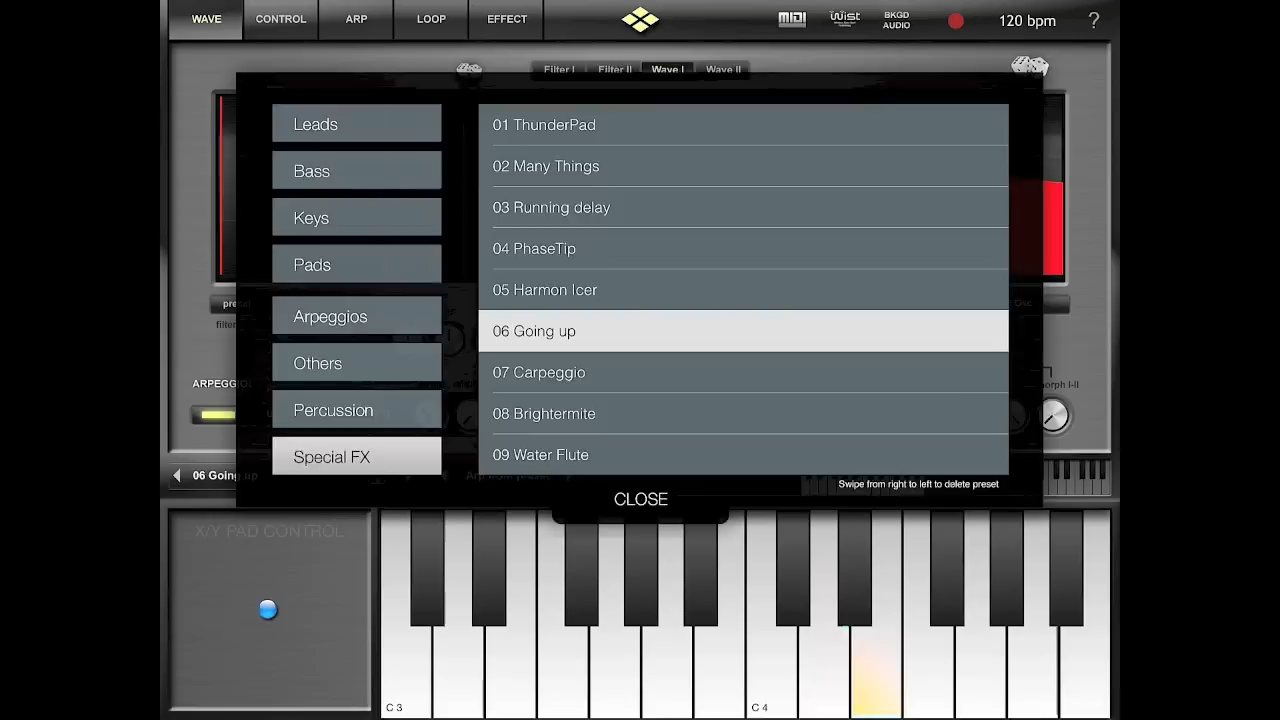 WAVE
CONTROL
ARP
LOOP
EFFECT
MIDI
Wist
BKGD
AUDIO
120 bpm
?
Filter I
Filter II
Wave I
Wave II
Leads
Bass
Keys
Pads
Arpeggios
Others
Percussion
Special FX
01 ThunderPad
02 Many Things
03 Running delay
04 PhaseTip
05 Harmon Icer
06 Going up
07 Carpeggio
08 Brightermite
09 Water Flute
Swipe from right to left to delete preset
CLOSE
ARPEGGIO
06 Going up
X/Y PAD CONTROL
C 3
C 4